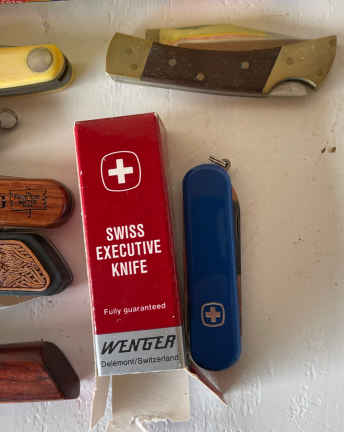 SWISS
EXECUTIVE
KNIFE
Fully guaranteed
WENGER
Delémont/Switzerland